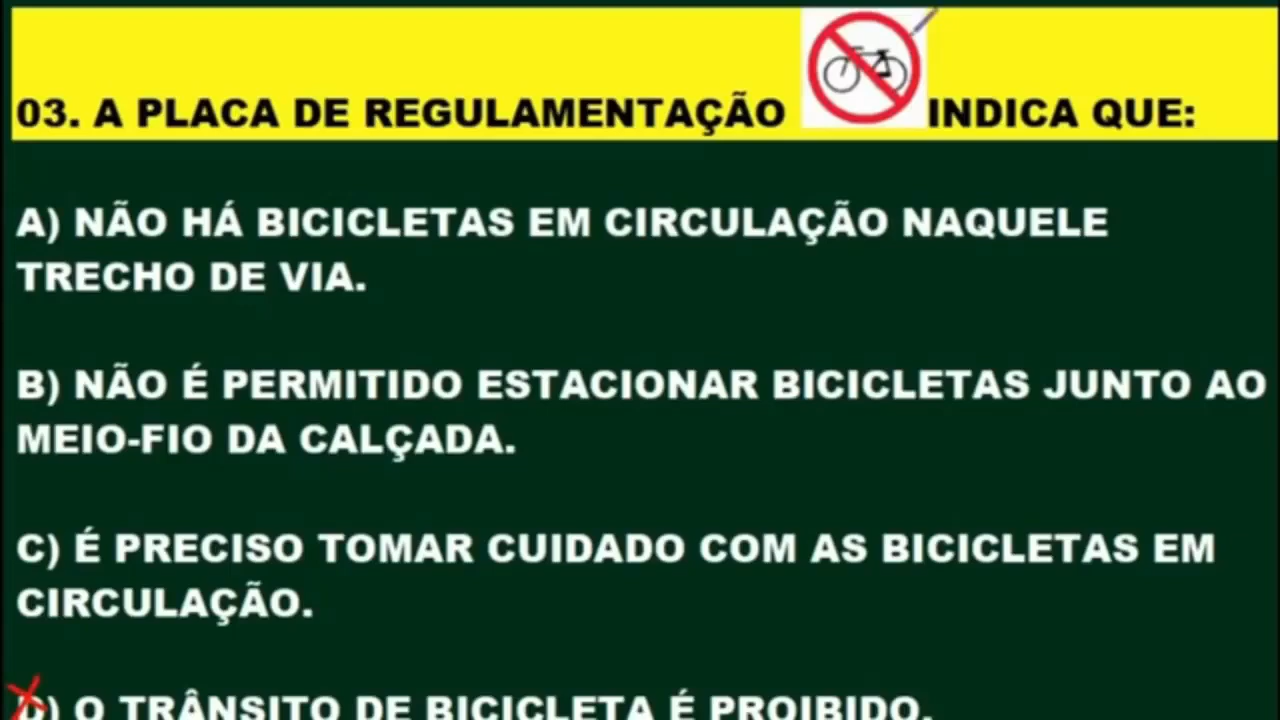 03. A PLACA DE REGULAMENTAÇÃO INDICA QUE:
A) NÃO HÁ BICICLETAS EM CIRCULAÇÃO NAQUELE
TRECHO DE VIA.
B) NÃO É PERMITIDO ESTACIONAR BICICLETAS JUNTO AO
MEIO-FIO DA CALÇADA.
C) É PRECISO TOMAR CUIDADO COM AS BICICLETAS EM
CIRCULAÇÃO.
D) O TRÂNSITO DE BICICLETA É PROIBIDO.